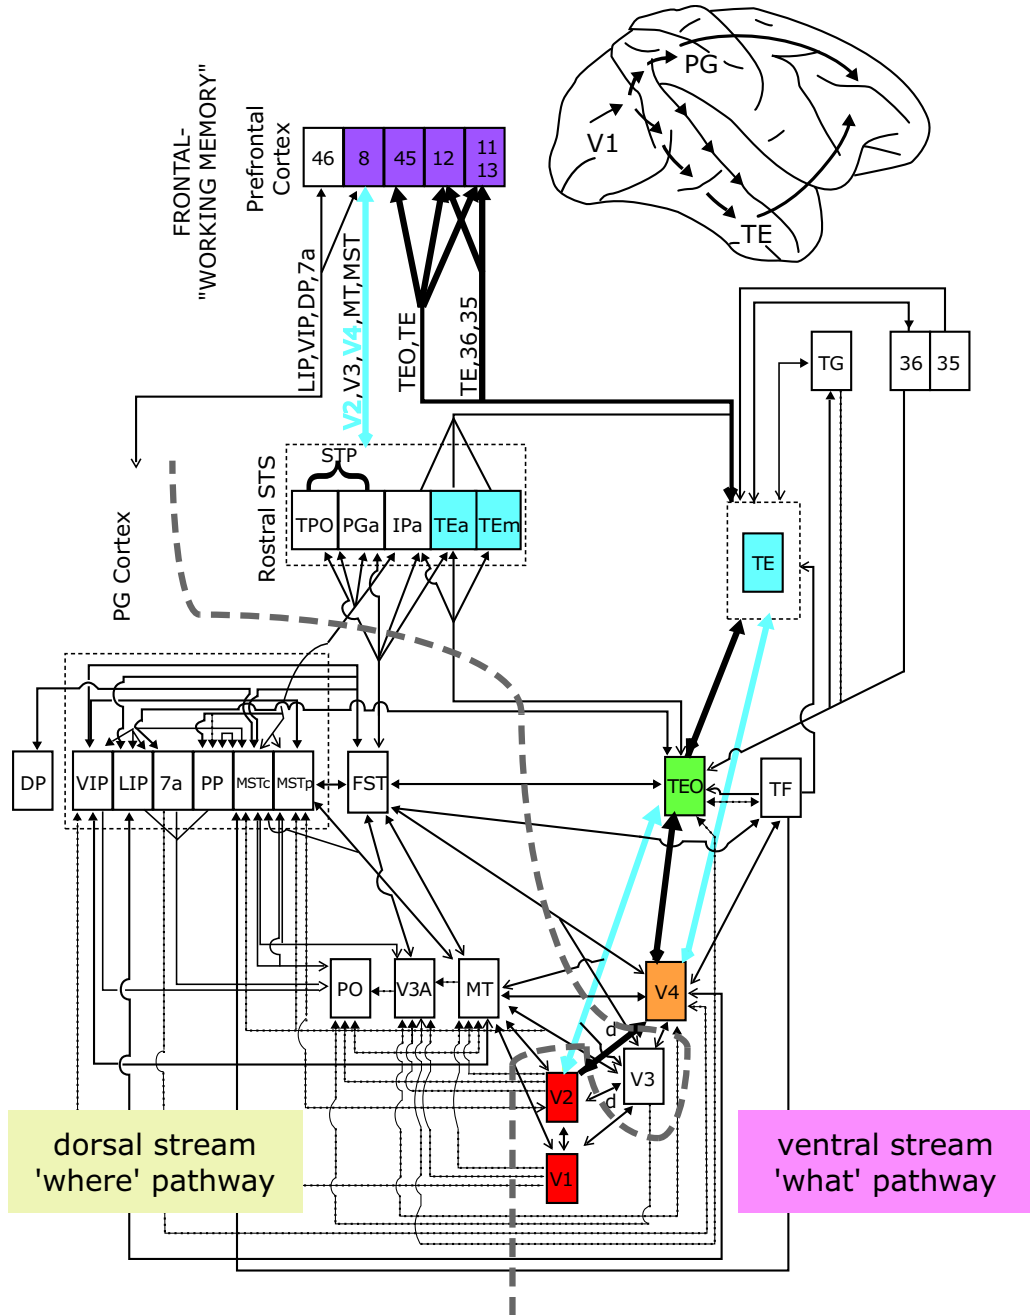 PG
V1
TE
FRONTAL-
"WORKING MEMORY"
Prefrontal
Cortex
46
8
45
12
11
13
LIP,VIP,DP,7a
V2,V3,V4,MT,MST
TEO,TE
TE,36,35
TG
36
35
Rostral STS
STP
TPO
PGa
IPa
TEa
TEm
TE
PG Cortex
DP
VIP
LIP
7a
PP
MSTc
MSTp
FST
TEO
TF
PO
V3A
MT
V4
d
V3
V2
d
V1
dorsal stream
'where' pathway
ventral stream
'what' pathway